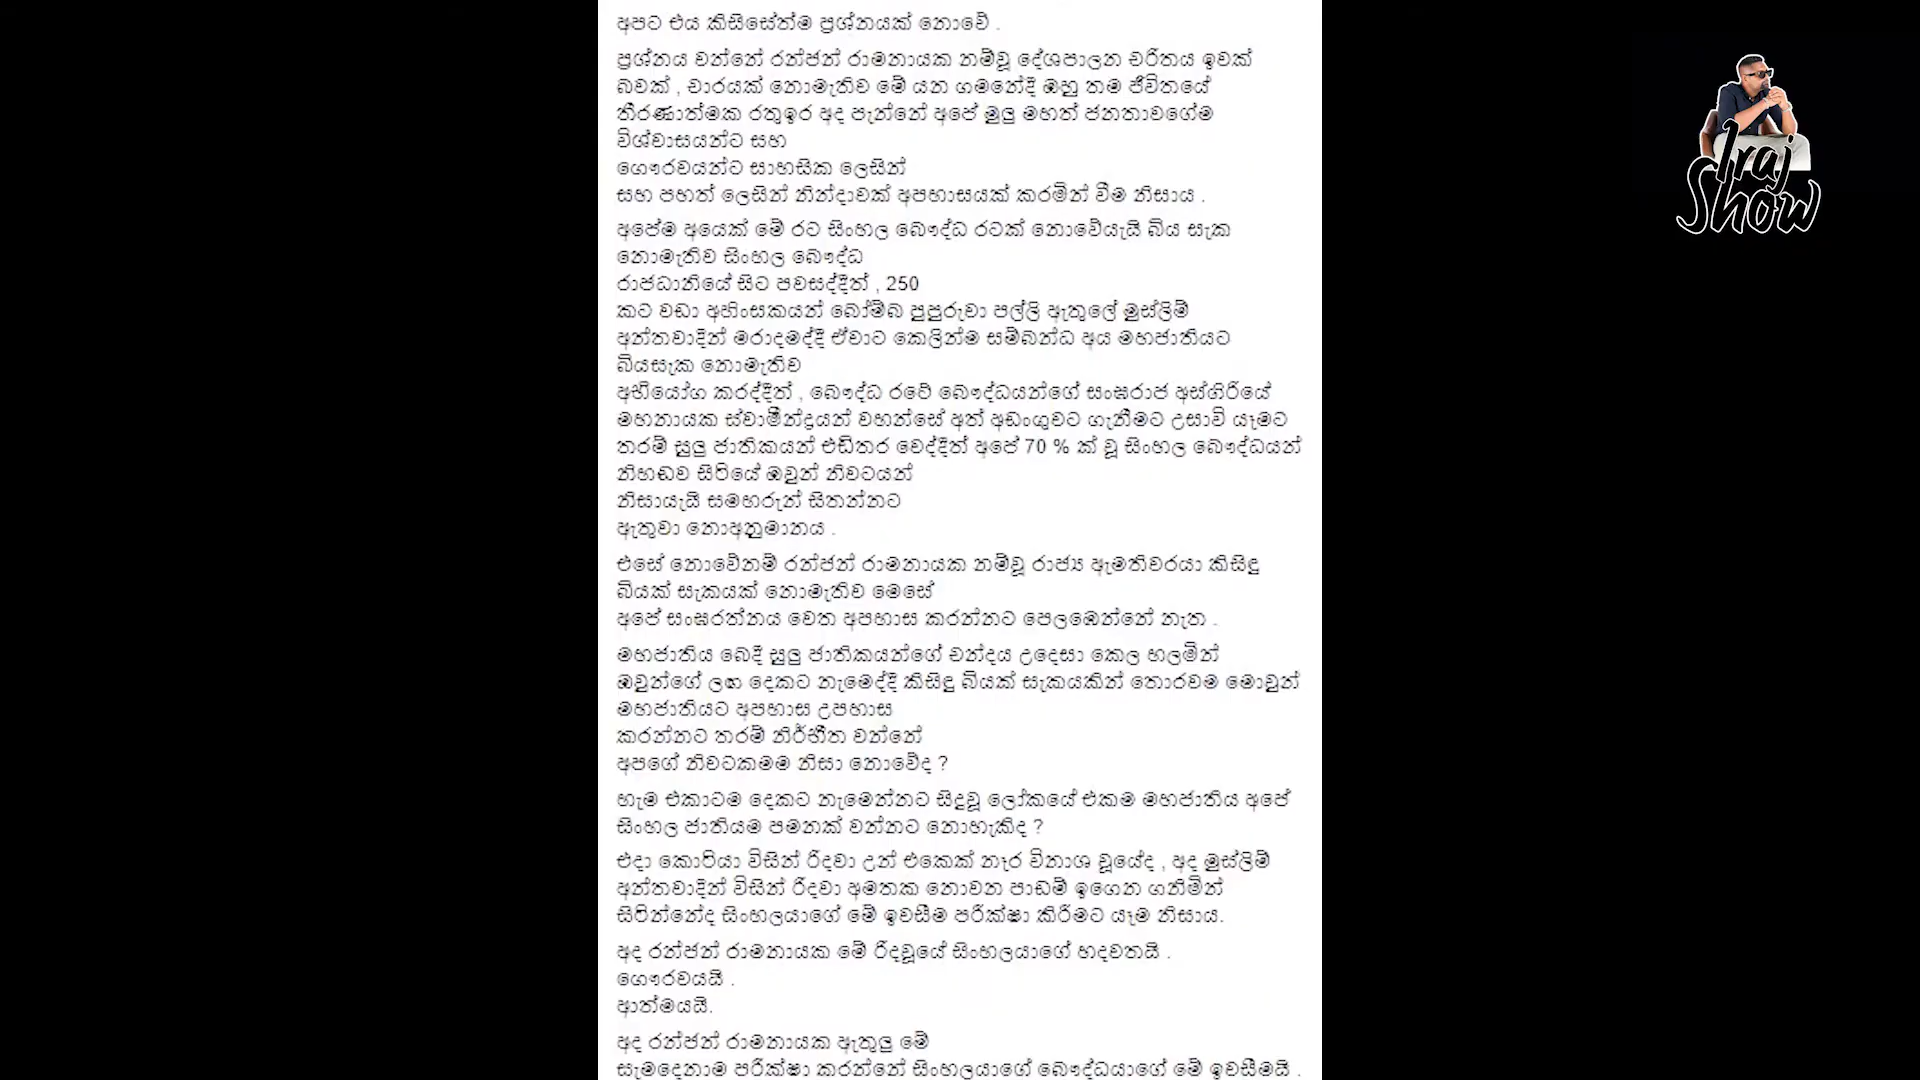 අපට එය කිසිසේත්ම ප්‍රශ්නයක් නොවේ .
ප්‍රශ්නය වන්නේ රන්ජන් රාමනායක නම්වූ දේශපාලන චරිතය ඉවක්
බවක් , චාරයක් නොමැතිව මේ යන ගමනේදී ඔහු තම ජීවිතයේ
තීරණාත්මක රතුඉර අද පැන්නේ අපේ මුලු මහත් ජනතාවගේම
විශ්වාසයන්ට සහ
ගෞරවයන්ට සාහසික ලෙසින්
සහ පහත් ලෙසින් නින්දාවක් අපහාසයක් කරමින් වීම නිසාය .
අපේම අයෙක් මේ රට සිංහල බෞද්ධ රටක් නොවේයැයි බිය සැක
නොමැතිව සිංහල බෞද්ධ
රාජධානියේ සිට පවසද්දීත් , 250
කට වඩා අහිංසකයන් බෝම්බ පුපුරුවා පල්ලි ඇතුලේ මුස්ලිම්
අන්තවාදීන් මරාදමද්දී ඒවාට කෙලින්ම සම්බන්ධ අය මහජාතියට
බියසැක නොමැතිව
අභියෝග කරද්දීත් , බෞද්ධ රටේ බෞද්ධයන්ගේ සංඝරාජ අස්ගිරියේ
මහනායක ස්වාමීන්ද්‍රයන් වහන්සේ අත් අඩංගුවට ගැනීමට උසාවි යෑමට
තරම් සුලු ජාතිකයන් එඩිතර වෙද්දීත් අපේ 70 % ක් වූ සිංහල බෞද්ධයන්
නිහඬව සිටියේ ඔවුන් නිවටයන්
නිසායැයි සමහරුන් සිතන්නට
ඇතුවා නොඅනුමානය .
එසේ නොවේනම් රන්ජන් රාමනායක නම්වූ රාජ්‍ය ඇමතිවරයා කිසිඳු
බියක් සැකයක් නොමැතිව මෙසේ
අපේ සංඝරත්නය වෙත අපහාස කරන්නට පෙලඹෙන්නේ නැත .
මහජාතිය බෙදී සුලු ජාතිකයන්ගේ චන්දය උදෙසා කෙල හලමින්
ඔවුන්ගේ ලඟ දෙකට නැමෙද්දී කිසිඳු බියක් සැකයකින් තොරවම මොවුන්
මහජාතියට අපහාස උපහාස
කරන්නට තරම් නිර්භීත වන්නේ
අපගේ නිවටකමම නිසා නොවේද ?
හැම එකාටම දෙකට නැමෙන්නට සිදුවූ ලෝකයේ එකම මහජාතිය අපේ
සිංහල ජාතියම පමනක් වන්නට නොහැකිද ?
එදා කොටියා විසින් රිදවා උන් එකෙක් නෑර විනාශ වූයේද , අද මුස්ලිම්
අන්තවාදීන් විසින් රිදවා අමතක නොවන පාඩම් ඉගෙන ගනිමින්
සිටින්නේද සිංහලයාගේ මේ ඉවසීම පරීක්ෂා කිරීමට යෑම නිසාය.
අද රන්ජන් රාමනායක මේ රිදවූයේ සිංහලයාගේ හදවතයි .
ගෞරවයයි .
ආත්මයයි.
අද රන්ජන් රාමනායක ඇතුලු මේ
සැමදෙනාම පරීක්ෂා කරන්නේ සිංහලයාගේ බෞද්ධයාගේ මේ ඉවසීමයි .
Iraj
Show